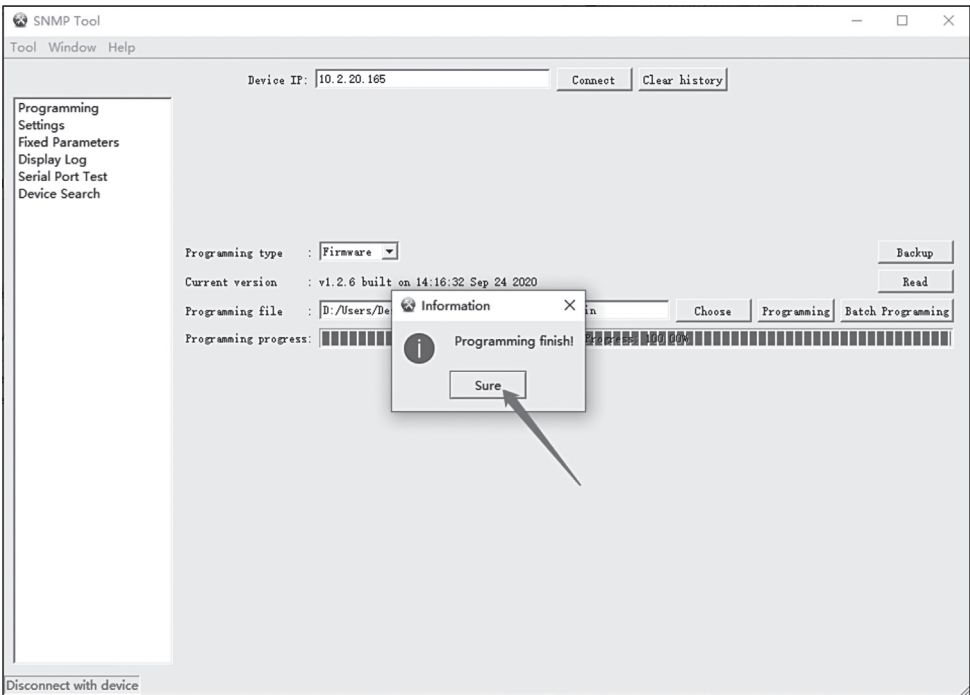 SNMP Tool
Tool Window Help
Device IP: 10.2.20.165 Connect Clear history
Programming
Settings
Fixed Parameters
Display Log
Serial Port Test
Device Search
Programming type : Firmware Backup
Current version : v1.2.6 built on 14:16:32 Sep 24 2020 Read
Programming file : D:/Users/De in Choose Programming Batch Programming
Programming progress: Progress: 100.00%
Information
Programming finish!
Sure
Disconnect with device